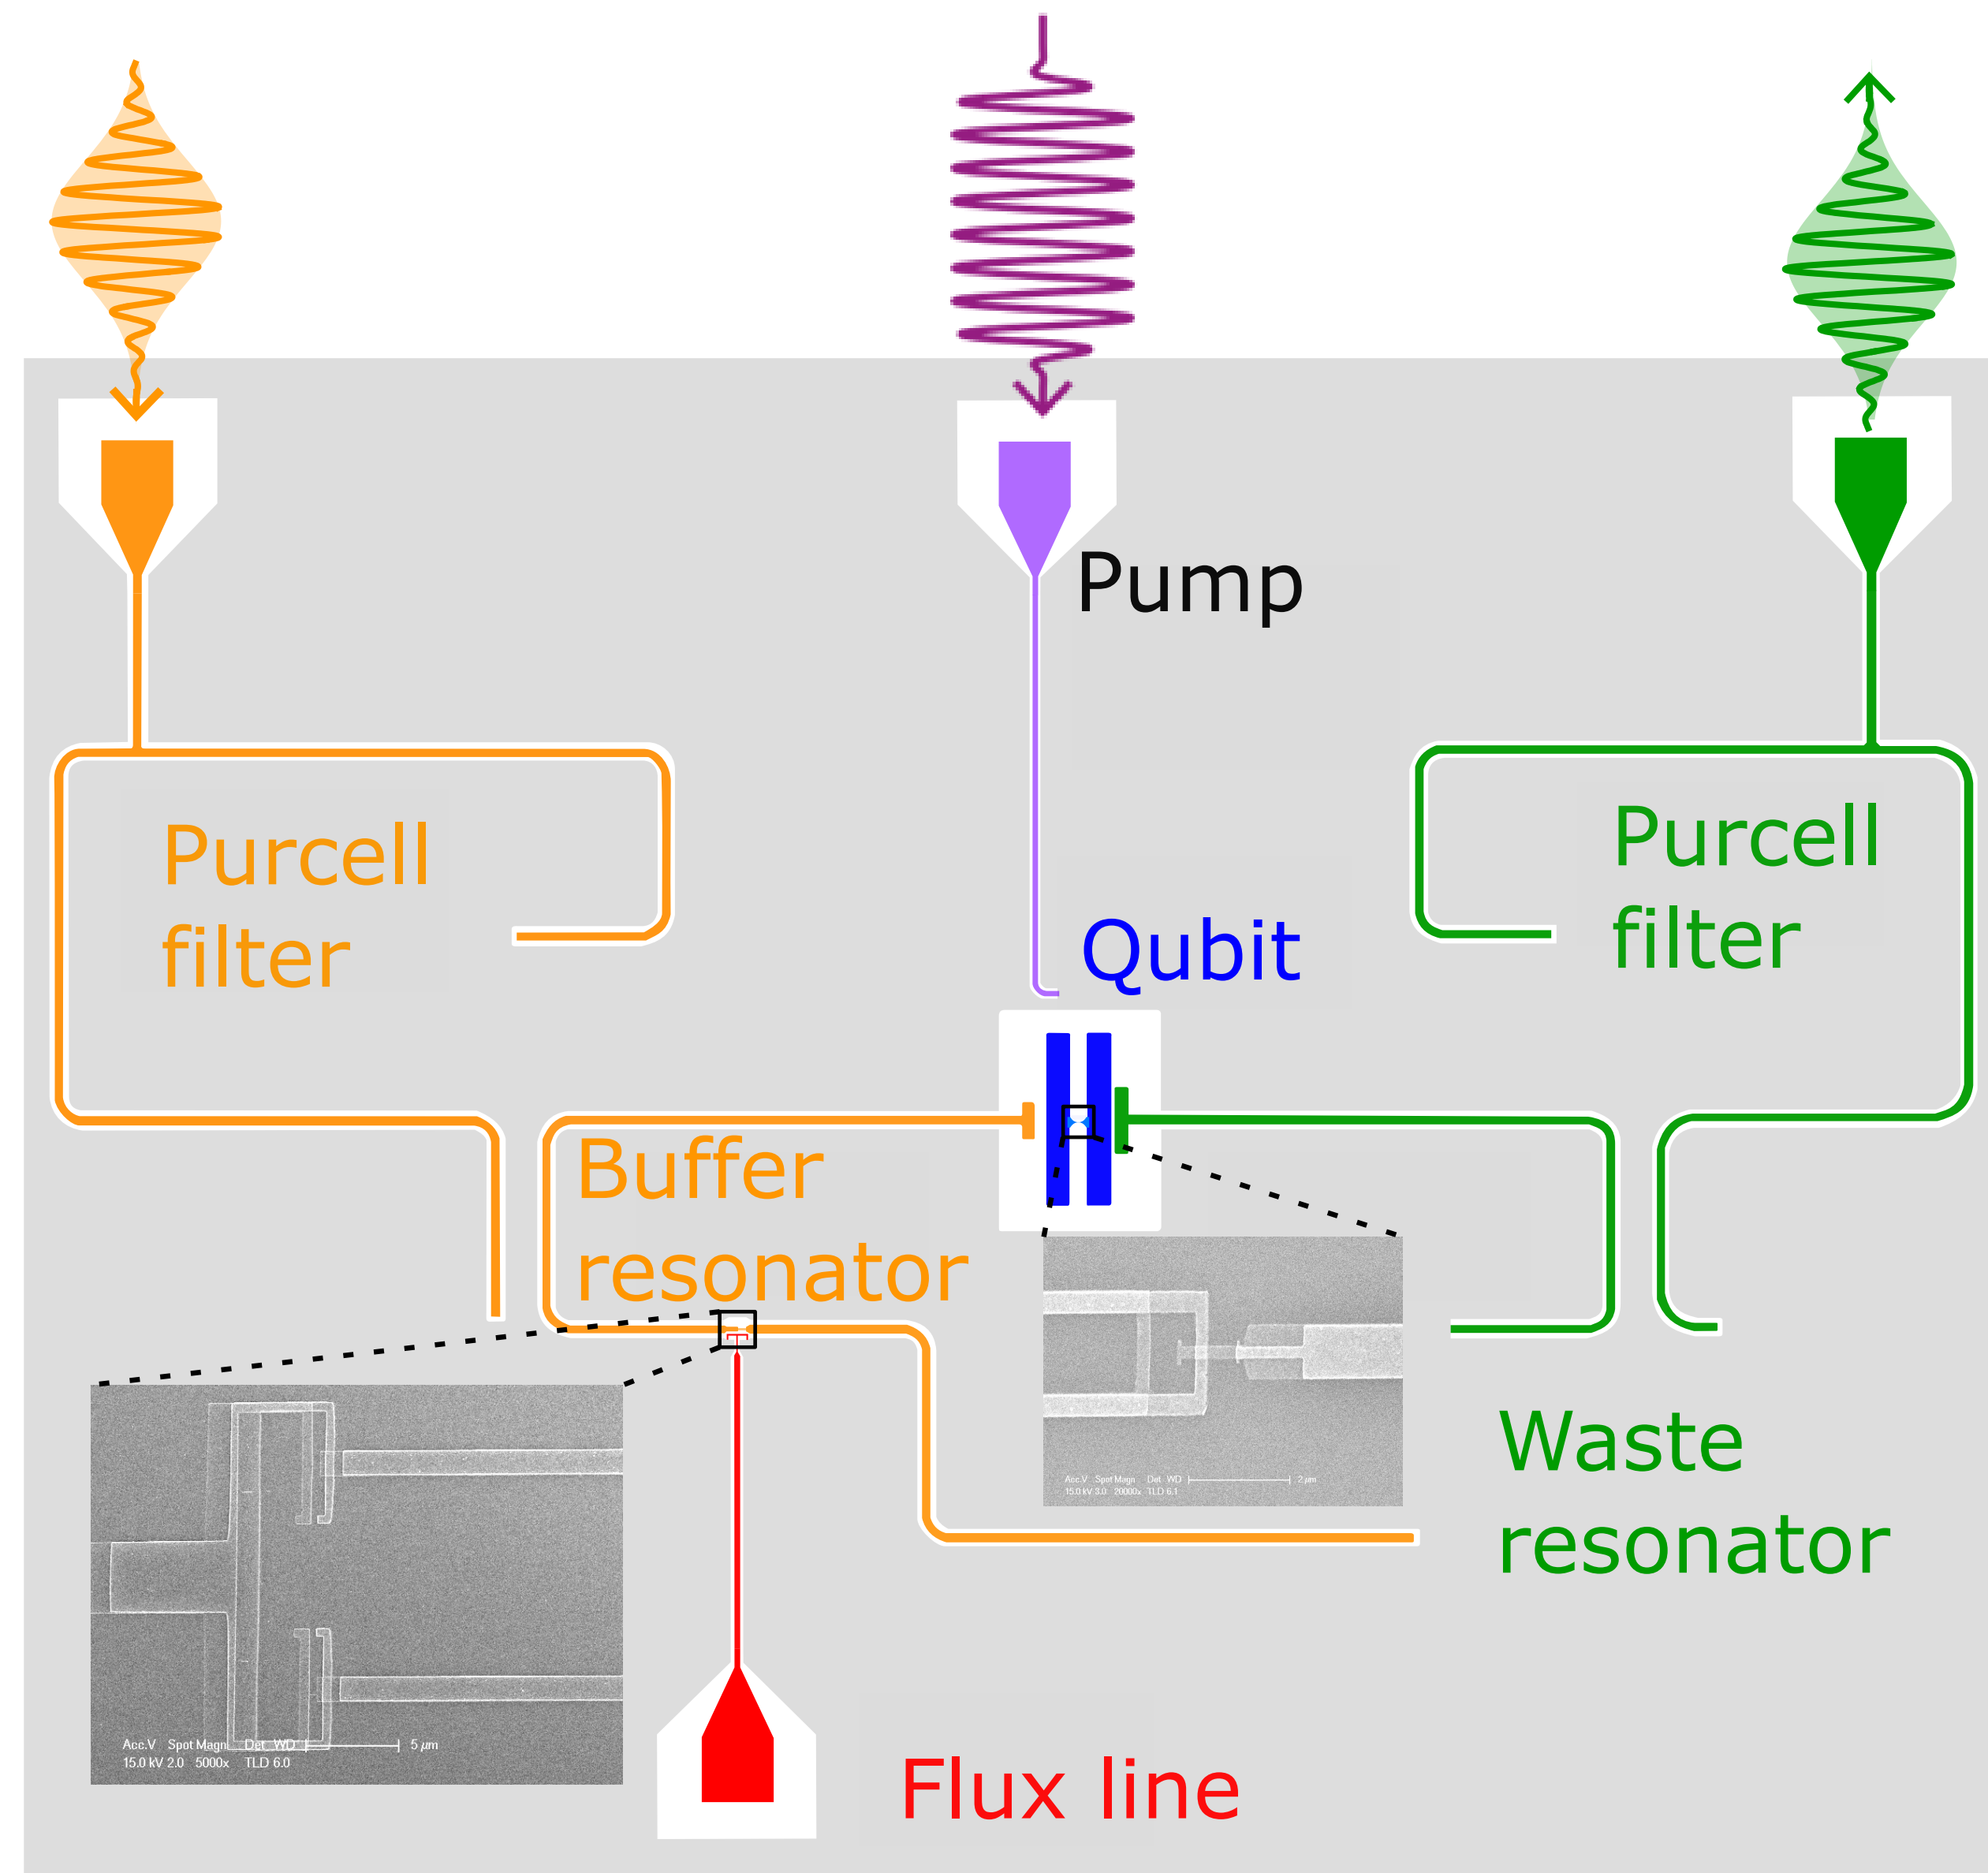 Pump
Purcell
filter
Purcell
filter
Qubit
Buffer
resonator
Acc.V Spot Magn Det WD 2 µm
15.0 kV 3.0 20000x TLD 6.1
Waste
resonator
Acc.V Spot Magn Det WD 5 µm
15.0 kV 2.0 5000x TLD 6.0
Flux line